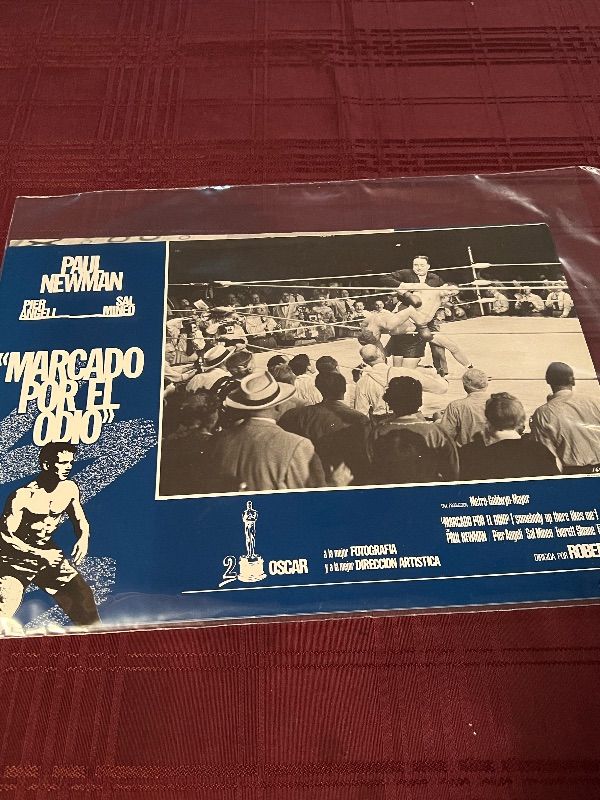 PAUL
NEWMAN
PIER
ANGELI
SAL
MINEO
"MARCADO
POR EL
ODIO"
2 OSCAR
a la mejor FOTOGRAFIA
y a la mejor DIRECCION ARTISTICA
Metro-Goldwyn-Mayer
"MARCADO POR EL ODIO" (somebody up there likes me)
PAUL NEWMAN Pier Angeli Sal Mineo Everett Sloane
DIRIGIDA POR ROBE